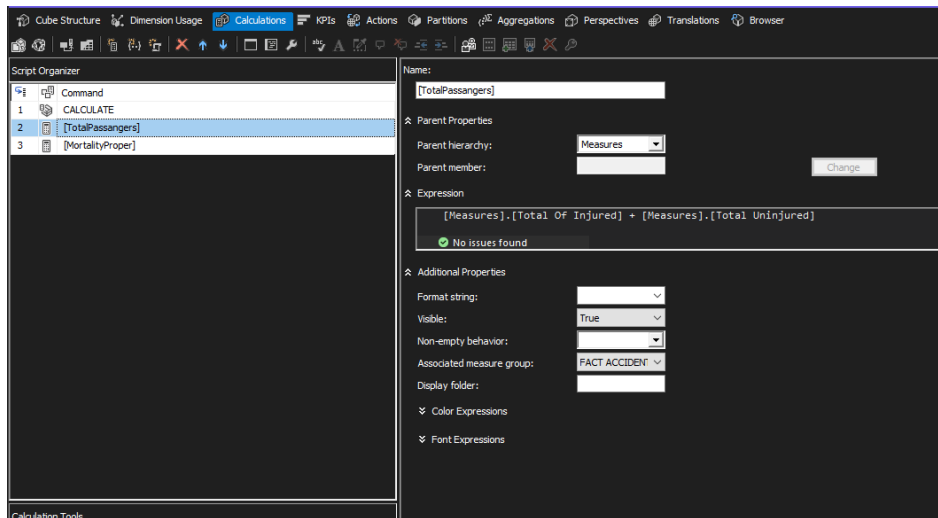 Cube Structure Dimension Usage Calculations KPIs Actions Partitions Aggregations Perspectives Translations Browser
Script Organizer
Command
1 CALCULATE
2 [TotalPassangers]
3 [MortalityProper]
Calculation Tools
Name:
[TotalPassangers]
Parent Properties
Parent hierarchy: Measures
Parent member:
Change
Expression
[Measures].[Total Of Injured] + [Measures].[Total Uninjured]
No issues found
Additional Properties
Format string:
Visible: True
Non-empty behavior:
Associated measure group: FACT ACCIDENT
Display folder:
Color Expressions
Font Expressions